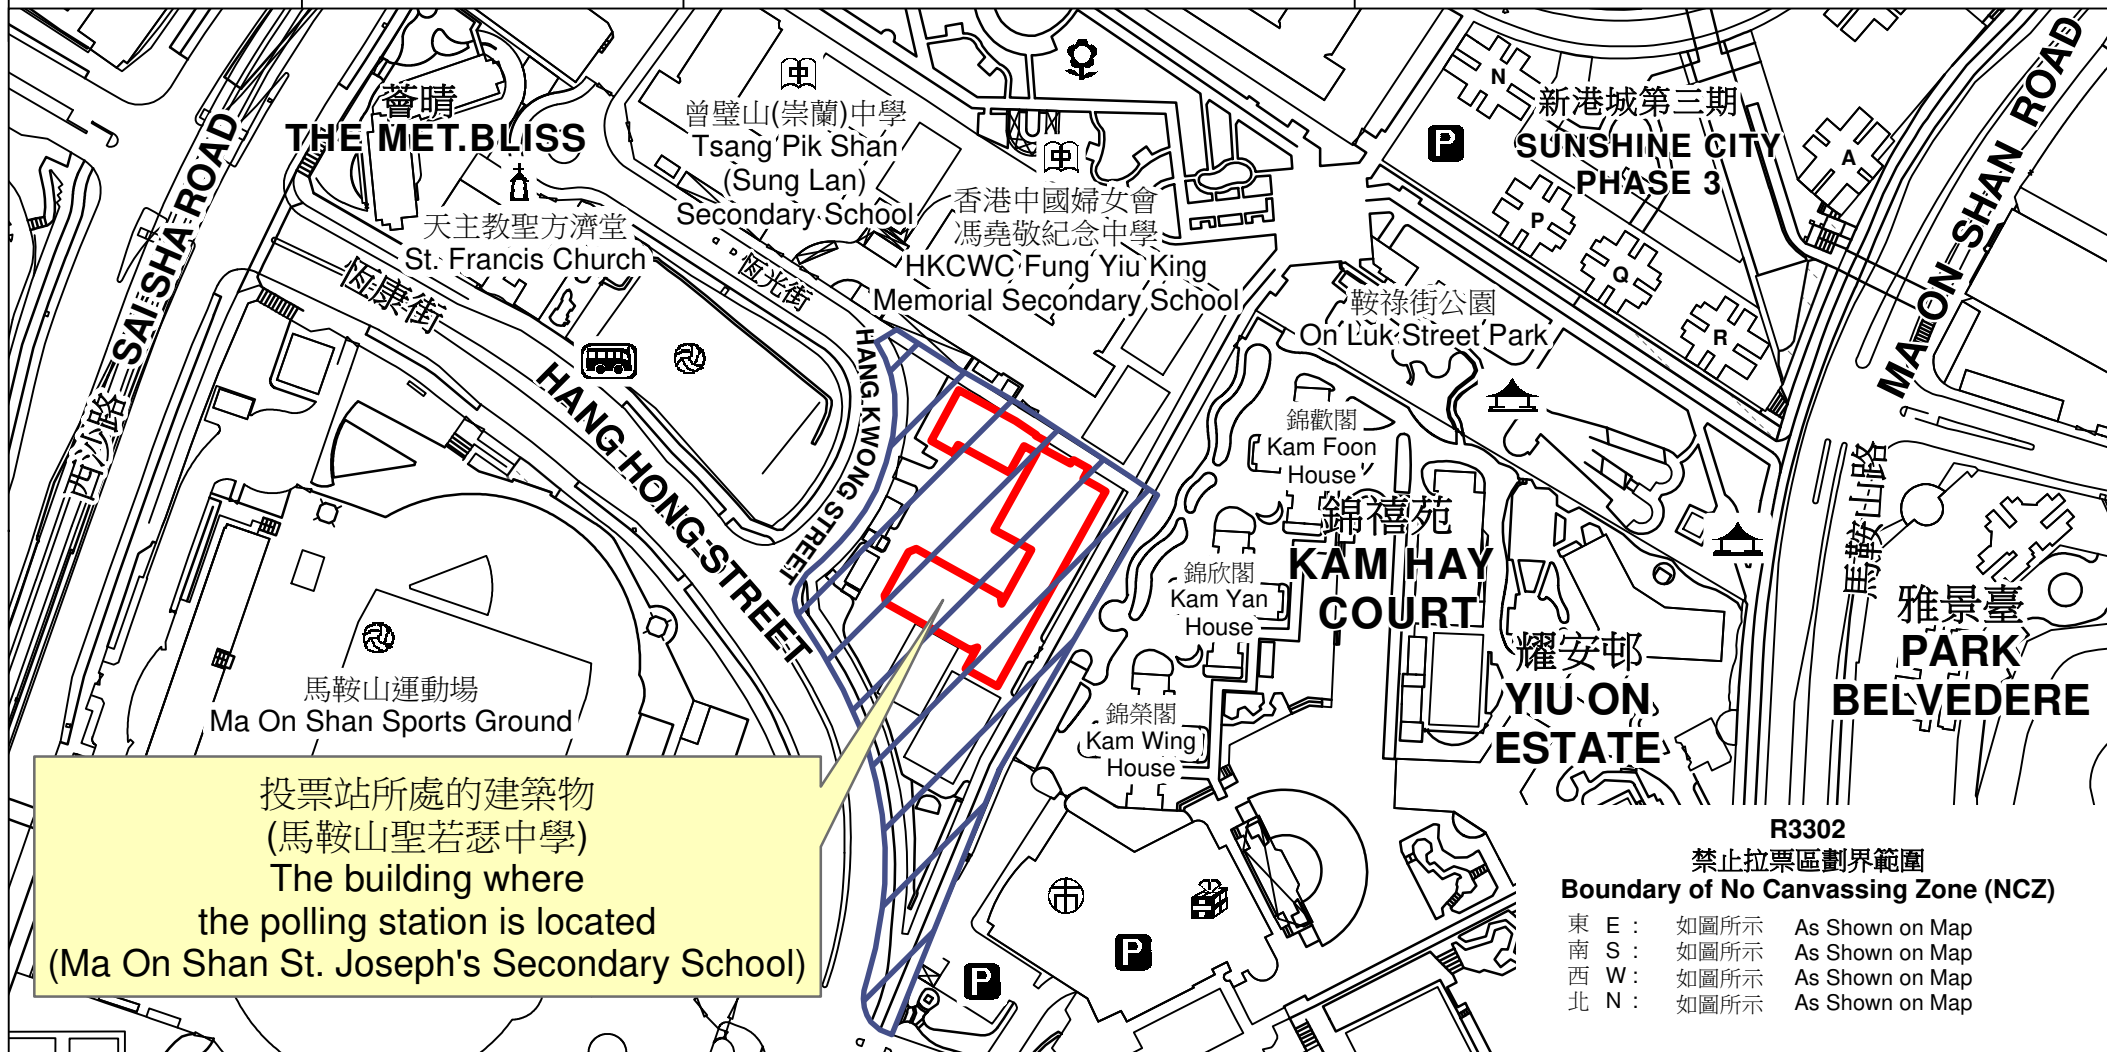 薈晴
THE MET.BLISS
天主教聖方濟堂
St. Francis Church
曾璧山(崇蘭)中學
Tsang Pik Shan
(Sung Lan)
Secondary School
香港中國婦女會
馮堯敬紀念中學
HKCWC Fung Yiu King
Memorial Secondary School
新港城第三期
SUNSHINE CITY
PHASE 3
N
A
P
Q
R
P
西沙路 SAI SHA ROAD
恆康街
HANG HONG STREET
恆光街
HANG KWONG STREET
鞍祿街公園
On Luk Street Park
MA ON SHAN ROAD
馬鞍山路
錦歡閣
Kam Foon
House
錦禧苑
KAM HAY
COURT
錦欣閣
Kam Yan
House
錦榮閣
Kam Wing
House
耀安邨
YIU ON
ESTATE
雅景臺
PARK
BELVEDERE
馬鞍山運動場
Ma On Shan Sports Ground
投票站所處的建築物
(馬鞍山聖若瑟中學)
The building where
the polling station is located
(Ma On Shan St. Joseph's Secondary School)
P
P
R3302
禁止拉票區劃界範圍
Boundary of No Canvassing Zone (NCZ)
東 E : 如圖所示 As Shown on Map
南 S : 如圖所示 As Shown on Map
西 W : 如圖所示 As Shown on Map
北 N : 如圖所示 As Shown on Map